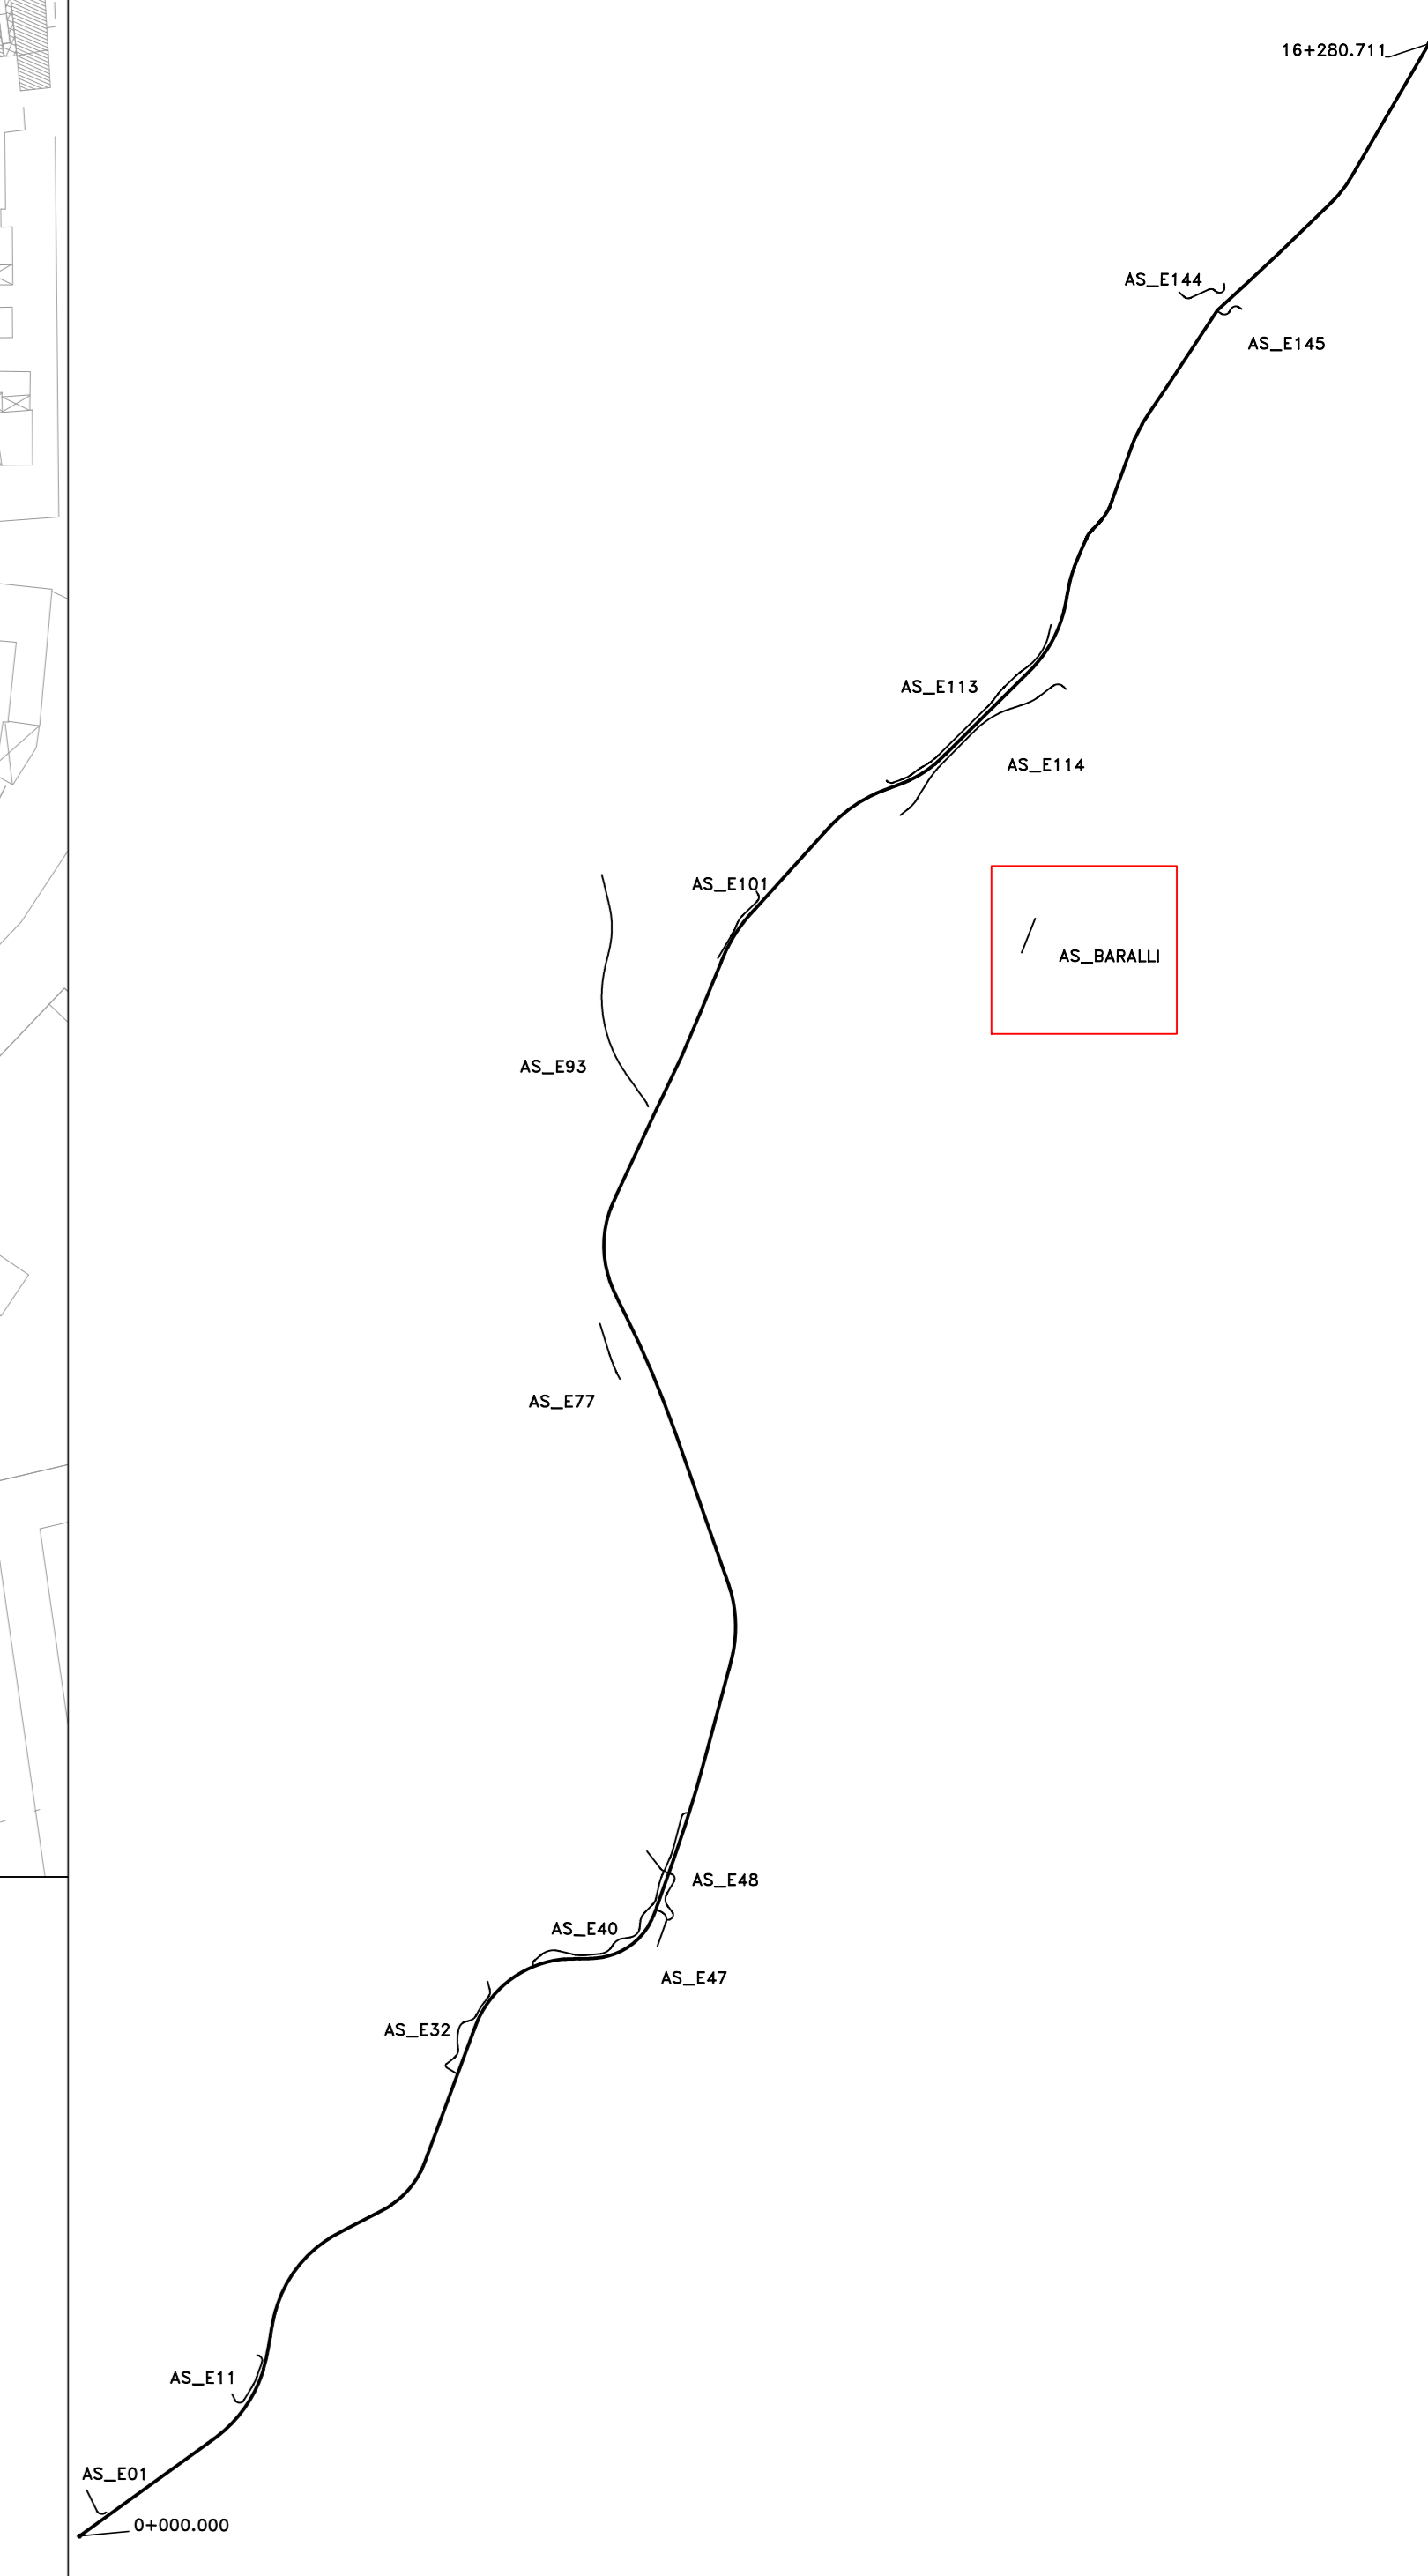 16+280.711
AS_E144
AS_E145
AS_E113
AS_E114
AS_E101
AS_BARALLI
AS_E93
AS_E77
AS_E48
AS_E40
AS_E47
AS_E32
AS_E11
AS_E01
0+000.000